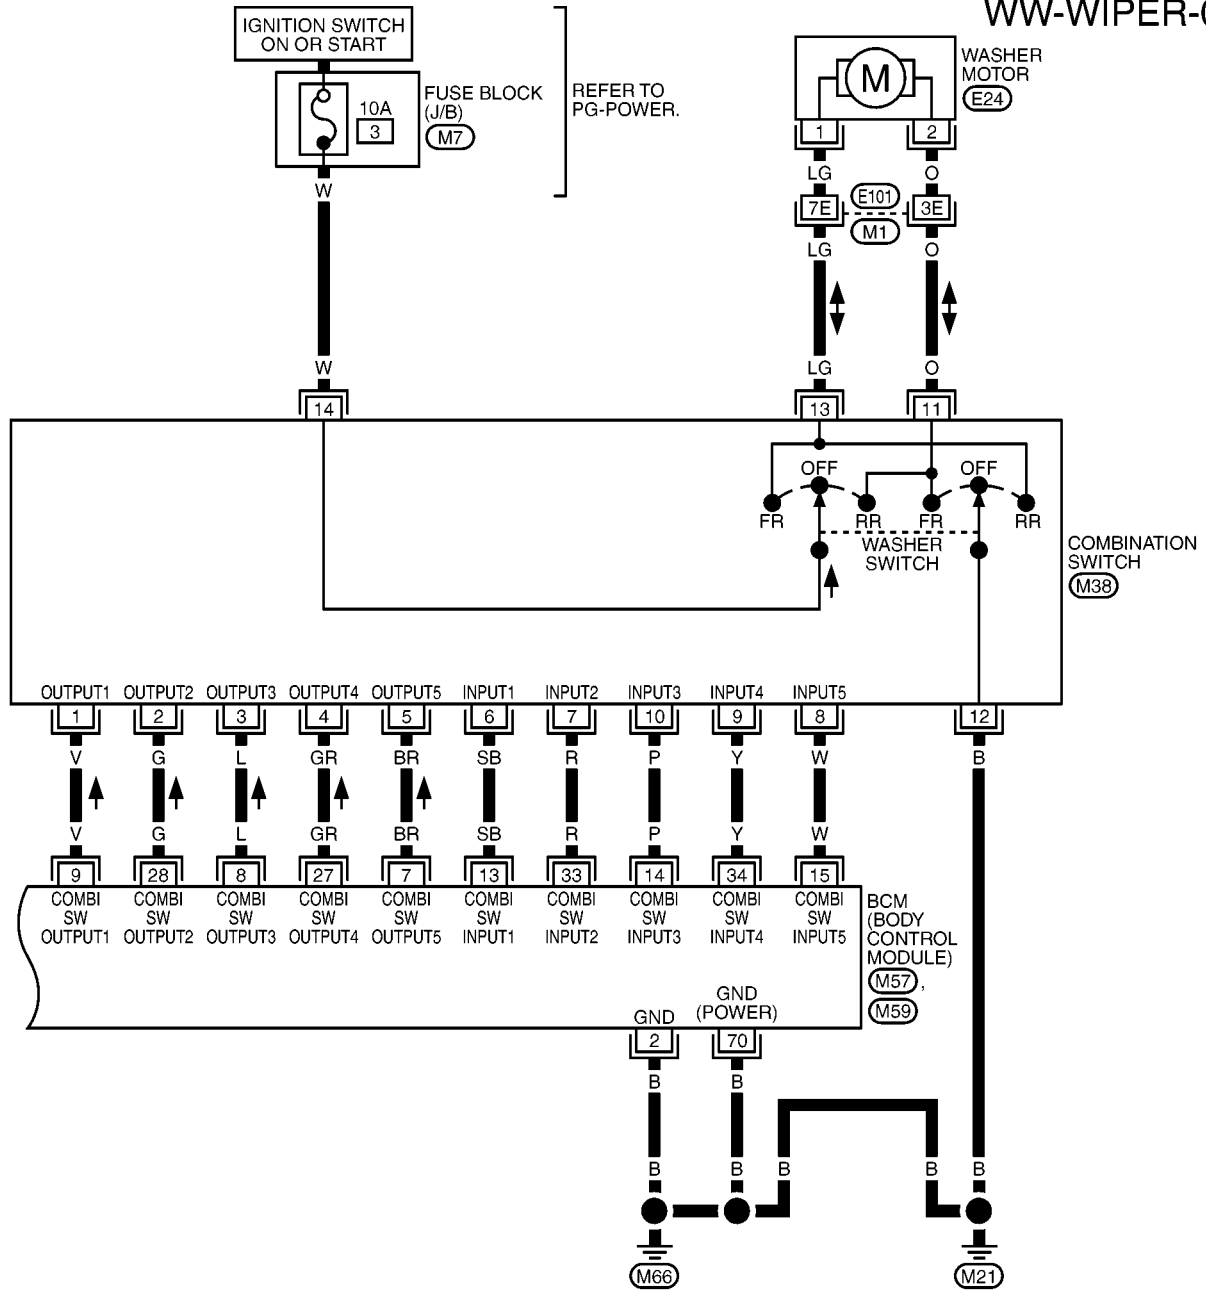 WW-WIPER-0
IGNITION SWITCH
ON OR START
10A
3
FUSE BLOCK
(J/B)
M7
REFER TO
PG-POWER.
M
WASHER
MOTOR
E24
1 2
W LG O
7E E101 3E
M1
LG O
W LG O
14 13 11
OFF OFF
FR RR FR RR
WASHER
SWITCH
COMBINATION
SWITCH
M38
OUTPUT1 OUTPUT2 OUTPUT3 OUTPUT4 OUTPUT5 INPUT1 INPUT2 INPUT3 INPUT4 INPUT5
1 2 3 4 5 6 7 10 9 8 12
V G L GR BR SB R P Y W B
V G L GR BR SB R P Y W
9 28 8 27 7 13 33 14 34 15
COMBI COMBI COMBI COMBI COMBI COMBI COMBI COMBI COMBI COMBI
SW SW SW SW SW SW SW SW SW SW
OUTPUT1 OUTPUT2 OUTPUT3 OUTPUT4 OUTPUT5 INPUT1 INPUT2 INPUT3 INPUT4 INPUT5
BCM
(BODY
CONTROL
MODULE)
M57,
M59
GND
GND
(POWER)
2 70
B B
B B B B B
M66 M21